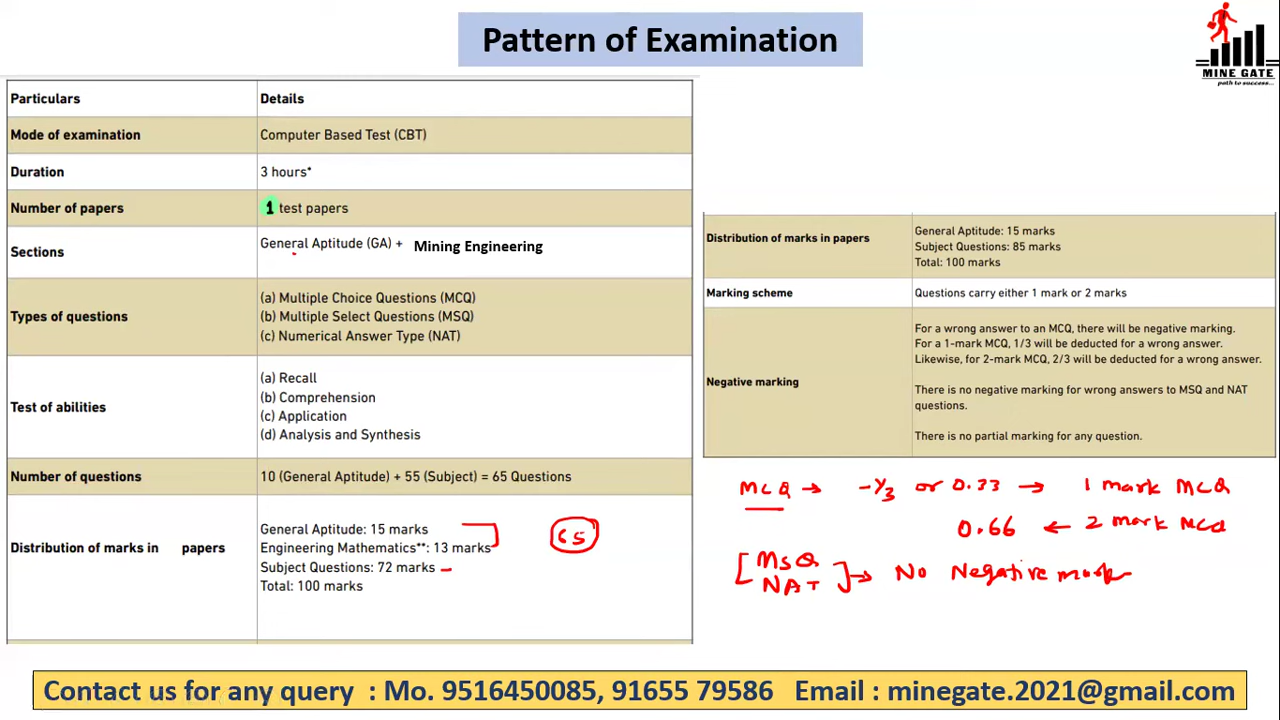 Pattern of Examination
MINE GATE
path to success...
Particulars Details
Mode of examination Computer Based Test (CBT)
Duration 3 hours*
Number of papers 1 test papers
Sections General Aptitude (GA) + Mining Engineering
Types of questions
(a) Multiple Choice Questions (MCQ)
(b) Multiple Select Questions (MSQ)
(c) Numerical Answer Type (NAT)
Test of abilities
(a) Recall
(b) Comprehension
(c) Application
(d) Analysis and Synthesis
Number of questions 10 (General Aptitude) + 55 (Subject) = 65 Questions
Distribution of marks in papers
General Aptitude: 15 marks
Engineering Mathematics**: 13 marks
Subject Questions: 72 marks
Total: 100 marks
65
Distribution of marks in papers
General Aptitude: 15 marks
Subject Questions: 85 marks
Total: 100 marks
Marking scheme Questions carry either 1 mark or 2 marks
Negative marking
For a wrong answer to an MCQ, there will be negative marking.
For a 1-mark MCQ, 1/3 will be deducted for a wrong answer.
Likewise, for 2-mark MCQ, 2/3 will be deducted for a wrong answer.
There is no negative marking for wrong answers to MSQ and NAT
questions.
There is no partial marking for any question.
MCQ → -1/3 or 0.33 → 1 mark MCQ
0.66 ← 2 mark MCQ
[MSQ
NAT] → No Negative mark
Contact us for any query : Mo. 9516450085, 91655 79586 Email : minegate.2021@gmail.com